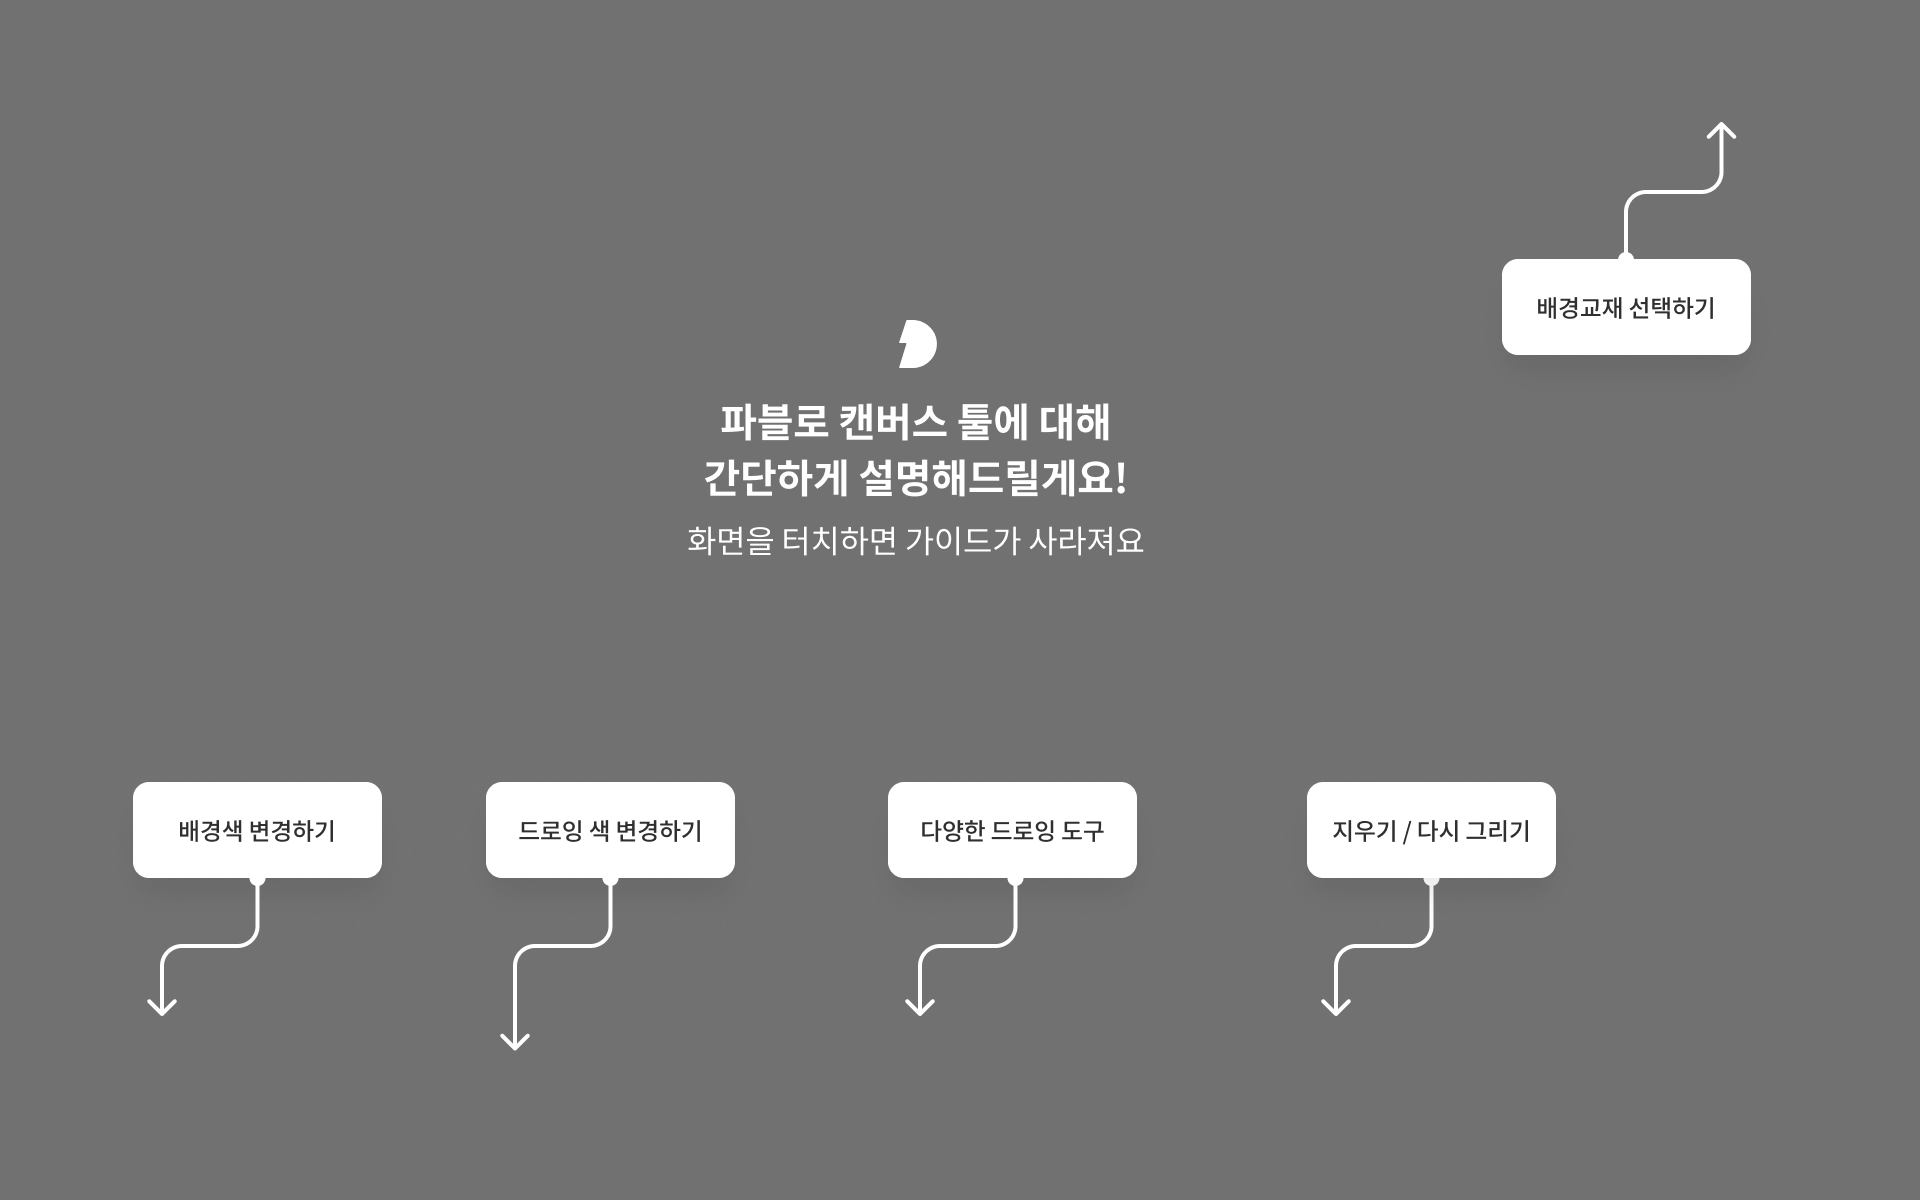 배경교재 선택하기
파블로 캔버스 툴에 대해
간단하게 설명해드릴게요!
화면을 터치하면 가이드가 사라져요
배경색 변경하기
드로잉 색 변경하기
다양한 드로잉 도구
지우기 / 다시 그리기